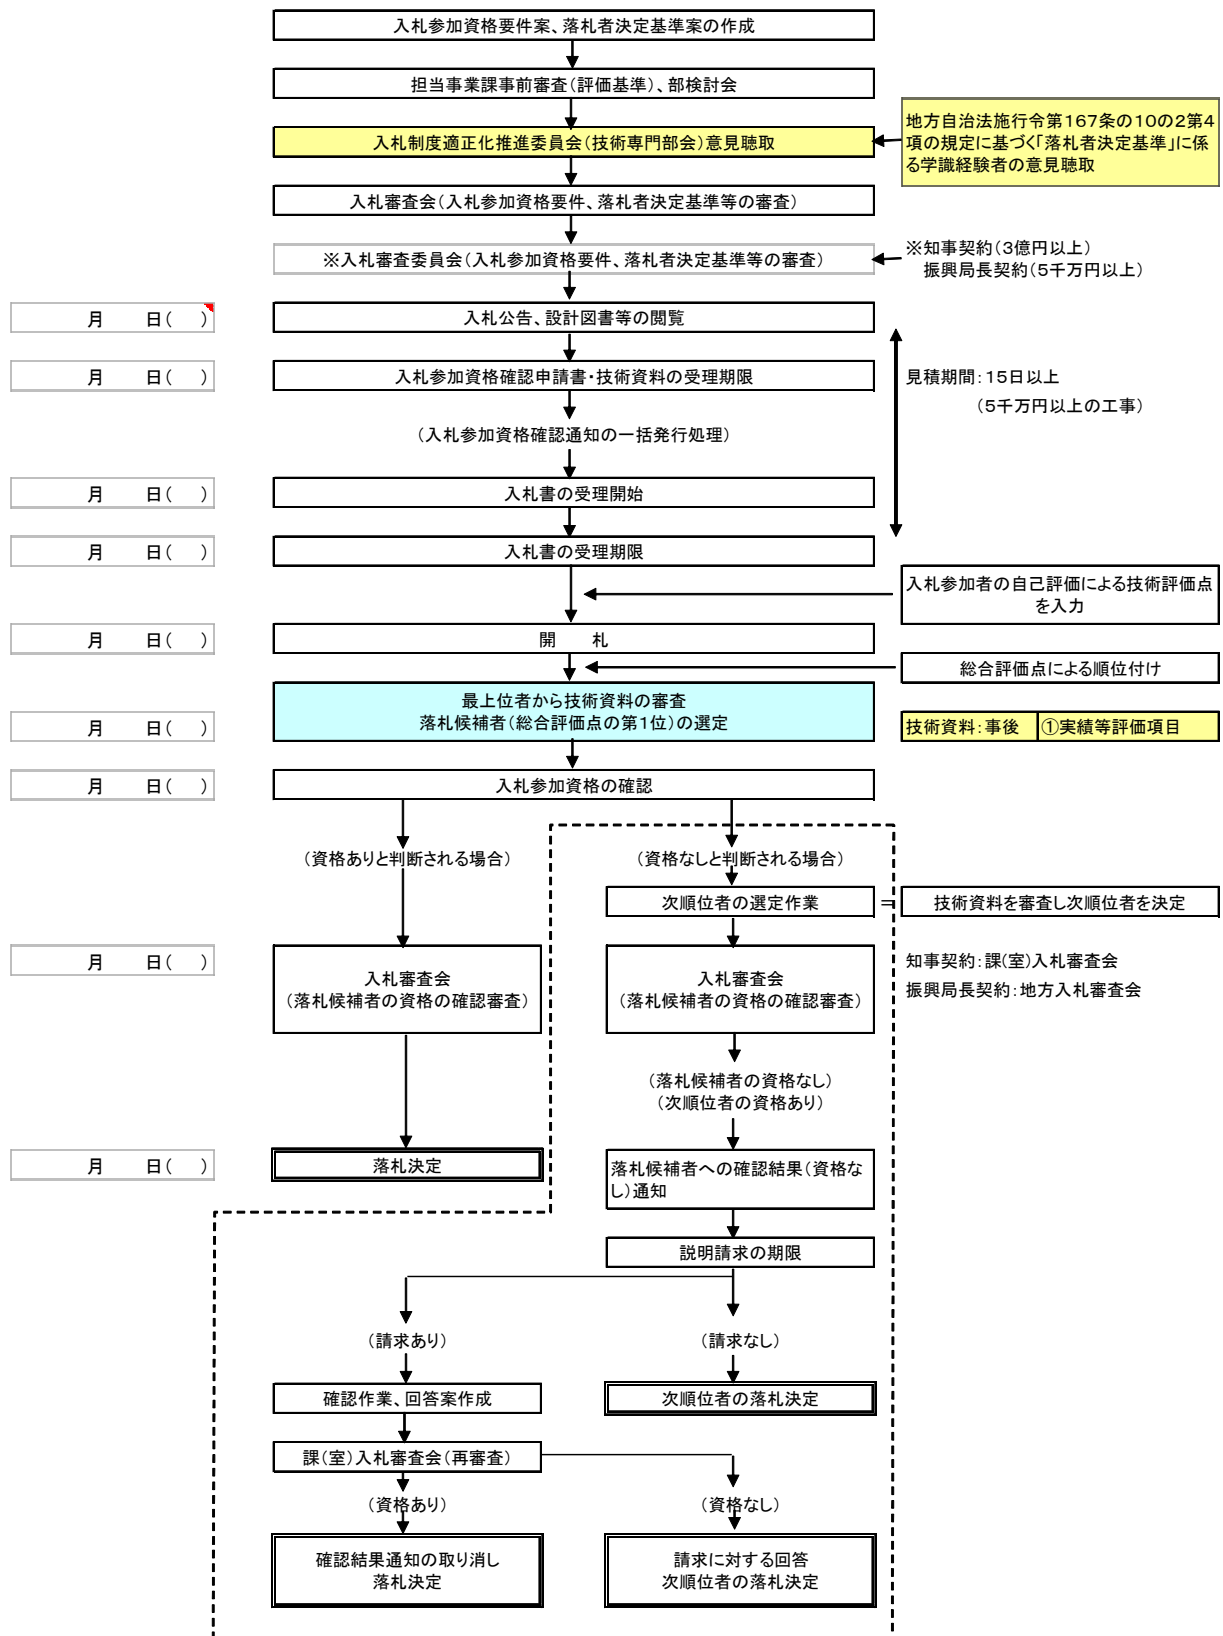 入札参加資格要件案、落札者決定基準案の作成
担当事業課事前審査(評価基準)、部検討会
入札制度適正化推進委員会(技術専門部会)意見聴取
地方自治法施行令第167条の10の2第4
項の規定に基づく「落札者決定基準」に係
る学識経験者の意見聴取
入札審査会(入札参加資格要件、落札者決定基準等の審査)
※入札審査委員会(入札参加資格要件、落札者決定基準等の審査)
※知事契約(3億円以上)
振興局長契約(5千万円以上)
月 日( )
入札公告、設計図書等の閲覧
月 日( )
入札参加資格確認申請書・技術資料の受理期限
見積期間:15日以上
(5千万円以上の工事)
(入札参加資格確認通知の一括発行処理)
月 日( )
入札書の受理開始
月 日( )
入札書の受理期限
入札参加者の自己評価による技術評価点
を入力
月 日( )
開 札
総合評価点による順位付け
最上位者から技術資料の審査
落札候補者(総合評価点の第1位)の選定
月 日( )
技術資料:事後 ①実績等評価項目
月 日( )
入札参加資格の確認
(資格ありと判断される場合)
(資格なしと判断される場合)
次順位者の選定作業
=
技術資料を審査し次順位者を決定
月 日( )
入札審査会
(落札候補者の資格の確認審査)
入札審査会
(落札候補者の資格の確認審査)
知事契約:課(室)入札審査会
振興局長契約:地方入札審査会
(落札候補者の資格なし)
(次順位者の資格あり)
月 日( )
落札決定
落札候補者への確認結果(資格な
し)通知
説明請求の期限
(請求あり)
(請求なし)
確認作業、回答案作成
次順位者の落札決定
課(室)入札審査会(再審査)
(資格あり)
(資格なし)
確認結果通知の取り消し
落札決定
請求に対する回答
次順位者の落札決定